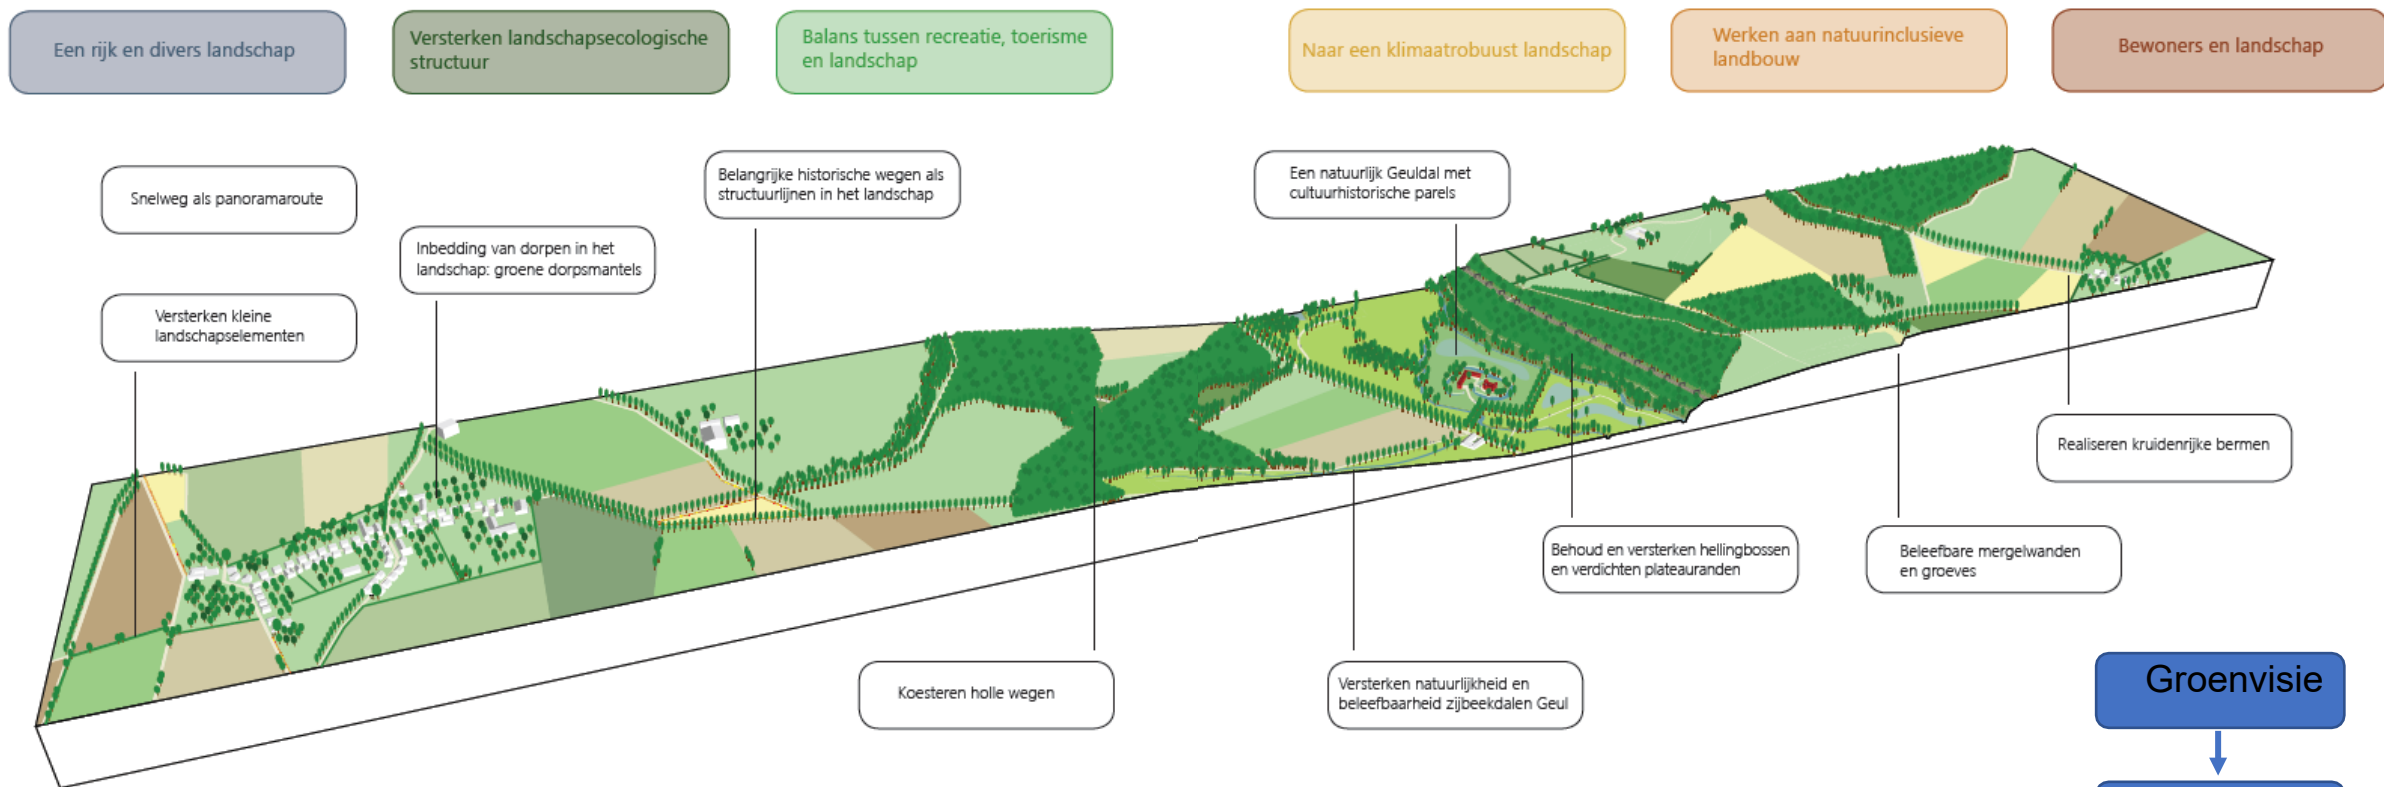 Een rijk en divers landschap
Versterken landschapsecologische
structuur
Balans tussen recreatie, toerisme
en landschap
Naar een klimaatrobuust landschap
Werken aan natuurinclusieve
landbouw
Bewoners en landschap
Snelweg als panoramaroute
Belangrijke historische wegen als
structuurlijnen in het landschap
Een natuurlijk Geuldal met
cultuurhistorische parels
Inbedding van dorpen in het
landschap: groene dorpsmantels
Versterken kleine
landschapselementen
Realiseren kruidenrijke bermen
Behoud en versterken hellingbossen
en verdichten plateauranden
Beleefbare mergelwanden
en groeves
Koesteren holle wegen
Versterken natuurlijkheid en
beleefbaarheid zijbeekdalen Geul
Groenvisie